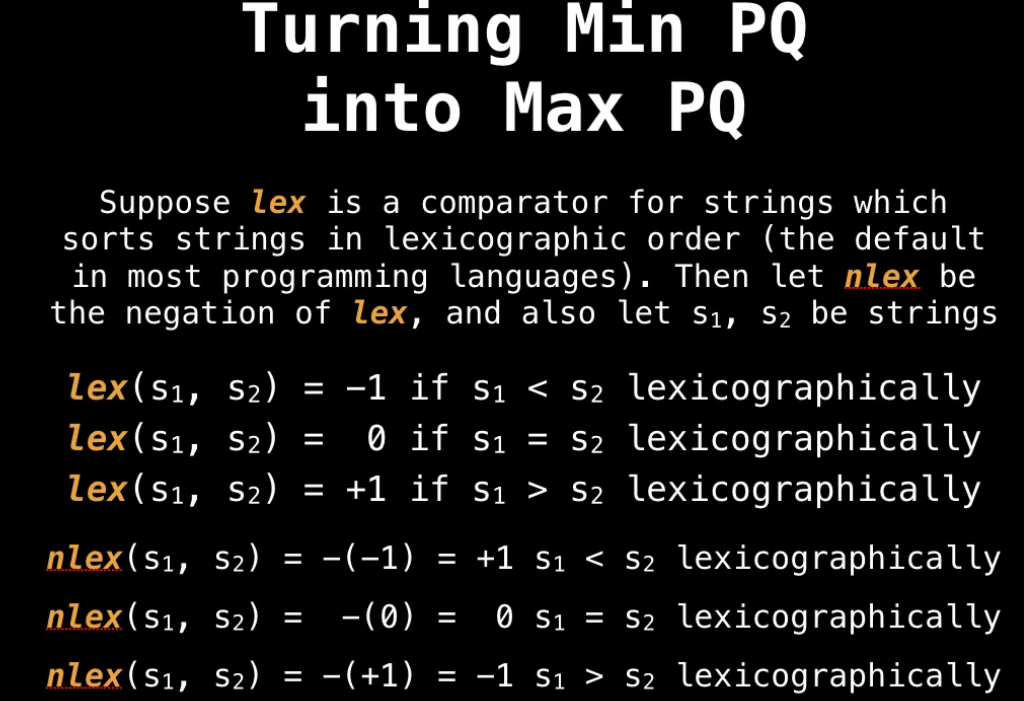 Turning Min PQ
into Max PQ
Suppose lex is a comparator for strings which
sorts strings in lexicographic order (the default
in most programming languages). Then let nlex be
the negation of lex, and also let s₁, s₂ be strings
lex(s₁, s₂) = −1 if s₁ < s₂ lexicographically
lex(s₁, s₂) = 0 if s₁ = s₂ lexicographically
lex(s₁, s₂) = +1 if s₁ > s₂ lexicographically
nlex(s₁, s₂) = −(−1) = +1 s₁ < s₂ lexicographically
nlex(s₁, s₂) = −(0) = 0 s₁ = s₂ lexicographically
nlex(s₁, s₂) = −(+1) = −1 s₁ > s₂ lexicographically